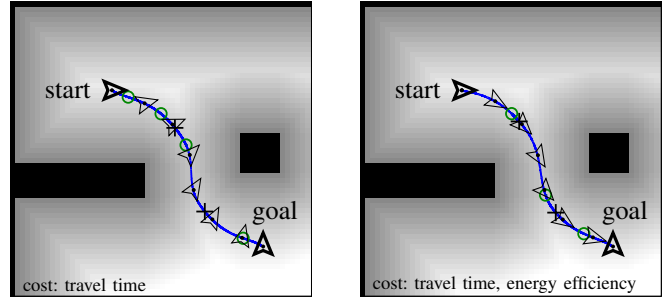 start
goal
cost: travel time
start
goal
cost: travel time, energy efficiency